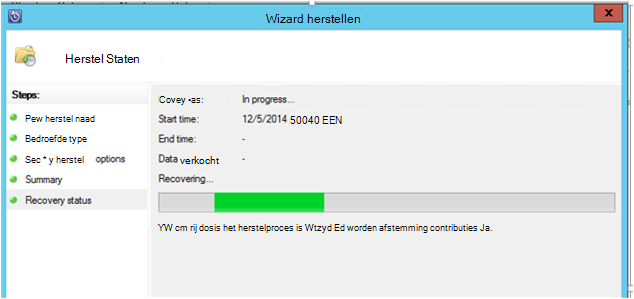 Wizard herstellen
x
Herstel Staten
Steps:
Pew herstel naad
Bedroefde type
Sec * y herstel options
Summary
Recovery status
Covey •as: In progress...
Start time: 12/5/2014 50040 EEN
End time: -
Data verkocht -
Recovering...
YW cm rij dosis het herstelproces is Wtzyd Ed worden afstemming contributies Ja.